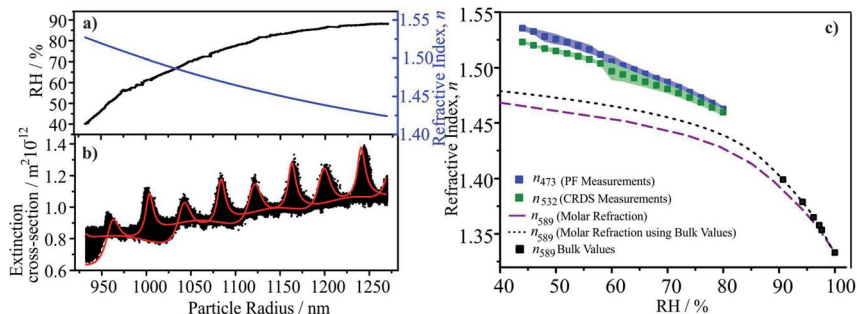 a)
RH / %
90
80
70
60
50
40
1.55
1.50
1.45
1.40
Refractive Index, n
b)
Extinction
cross-section / m² 10⁻¹²
1.4
1.2
1.0
0.8
0.6
950 1000 1050 1100 1150 1200 1250
Particle Radius / nm
c)
Refractive Index, n
1.55
1.50
1.45
1.40
1.35
n473 (PF Measurements)
n532 (CRDS Measurements)
n589 (Molar Refraction)
n589 (Molar Refraction using Bulk Values)
n589 Bulk Values
40 50 60 70 80 90 100
RH / %